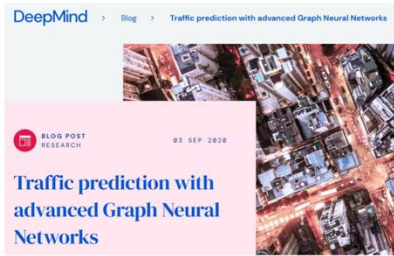 DeepMind > Blog > Traffic prediction with advanced Graph Neural Networks
BLOG POST
RESEARCH
03 SEP 2020
Traffic prediction with
advanced Graph Neural
Networks